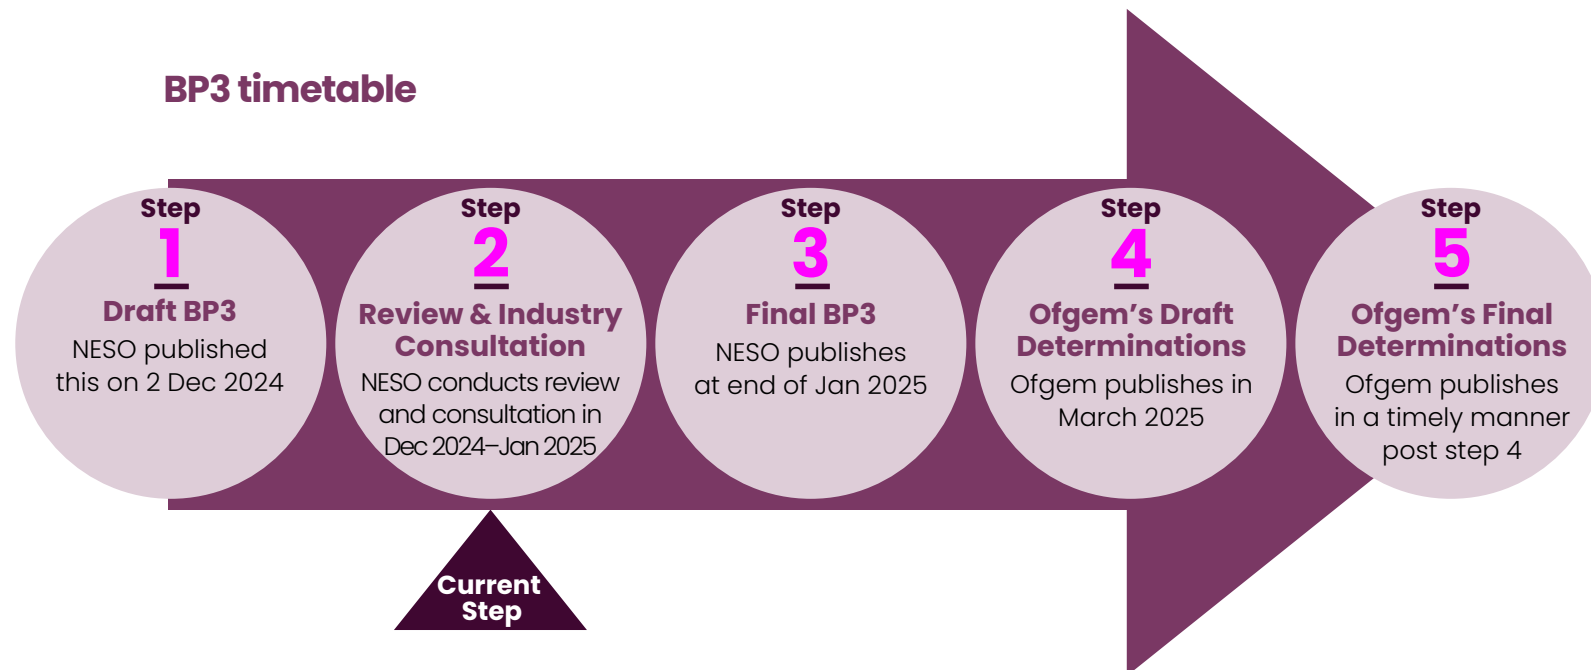 BP3 timetable
Step
1
Draft BP3
NESO published
this on 2 Dec 2024
Step
2
Review & Industry
Consultation
NESO conducts review
and consultation in
Dec 2024–Jan 2025
Step
3
Final BP3
NESO publishes
at end of Jan 2025
Step
4
Ofgem’s Draft
Determinations
Ofgem publishes in
March 2025
Step
5
Ofgem’s Final
Determinations
Ofgem publishes
in a timely manner
post step 4
Current
Step